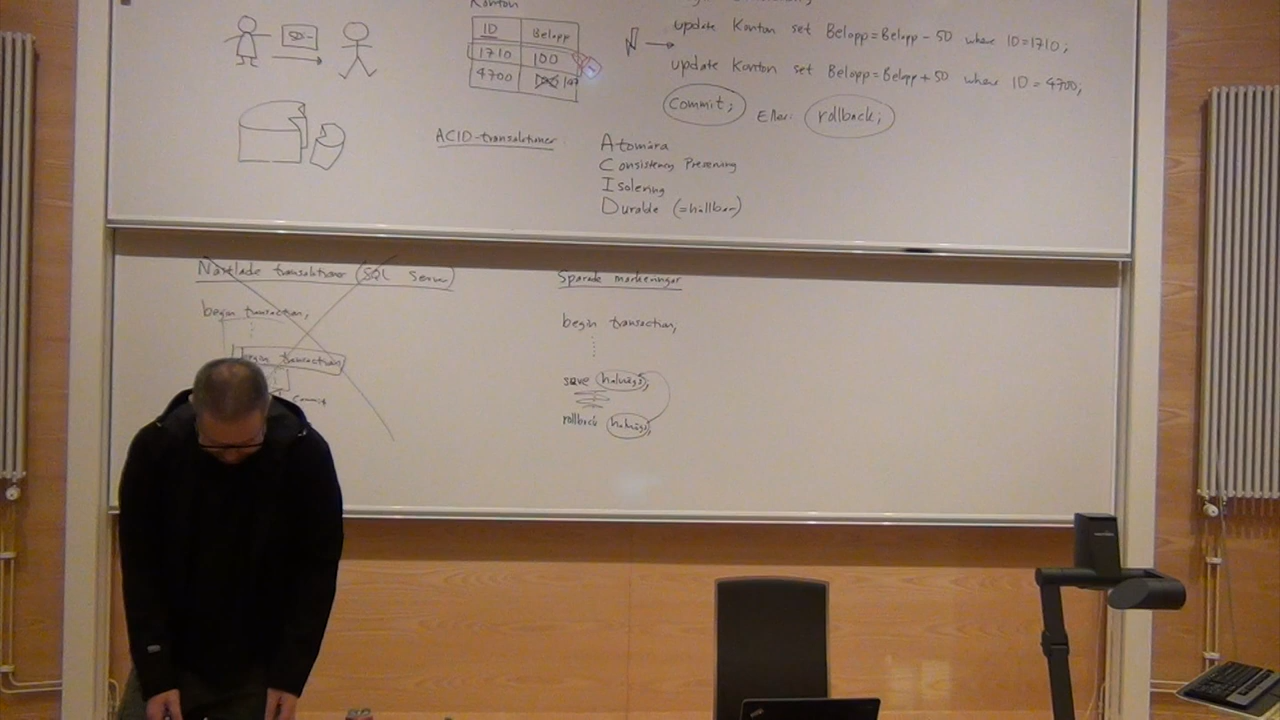 50:-
Konton
ID Belopp
1710 100
4700
update Konton set Belopp=Belopp - 50 where ID=1710;
update Konton set Belopp=Belopp + 50 where ID = 4700;
commit; Eller: rollback;
ACID-transaktioner
Atomära
Consistency Preserving
Isolering
Durable (=hållbar)
Nästlade transaktioner (SQL Server)
begin transaction;
begin transaction
commit
Sparade markeringar
begin transaction;
save halvvägs;
rollback halvvägs;